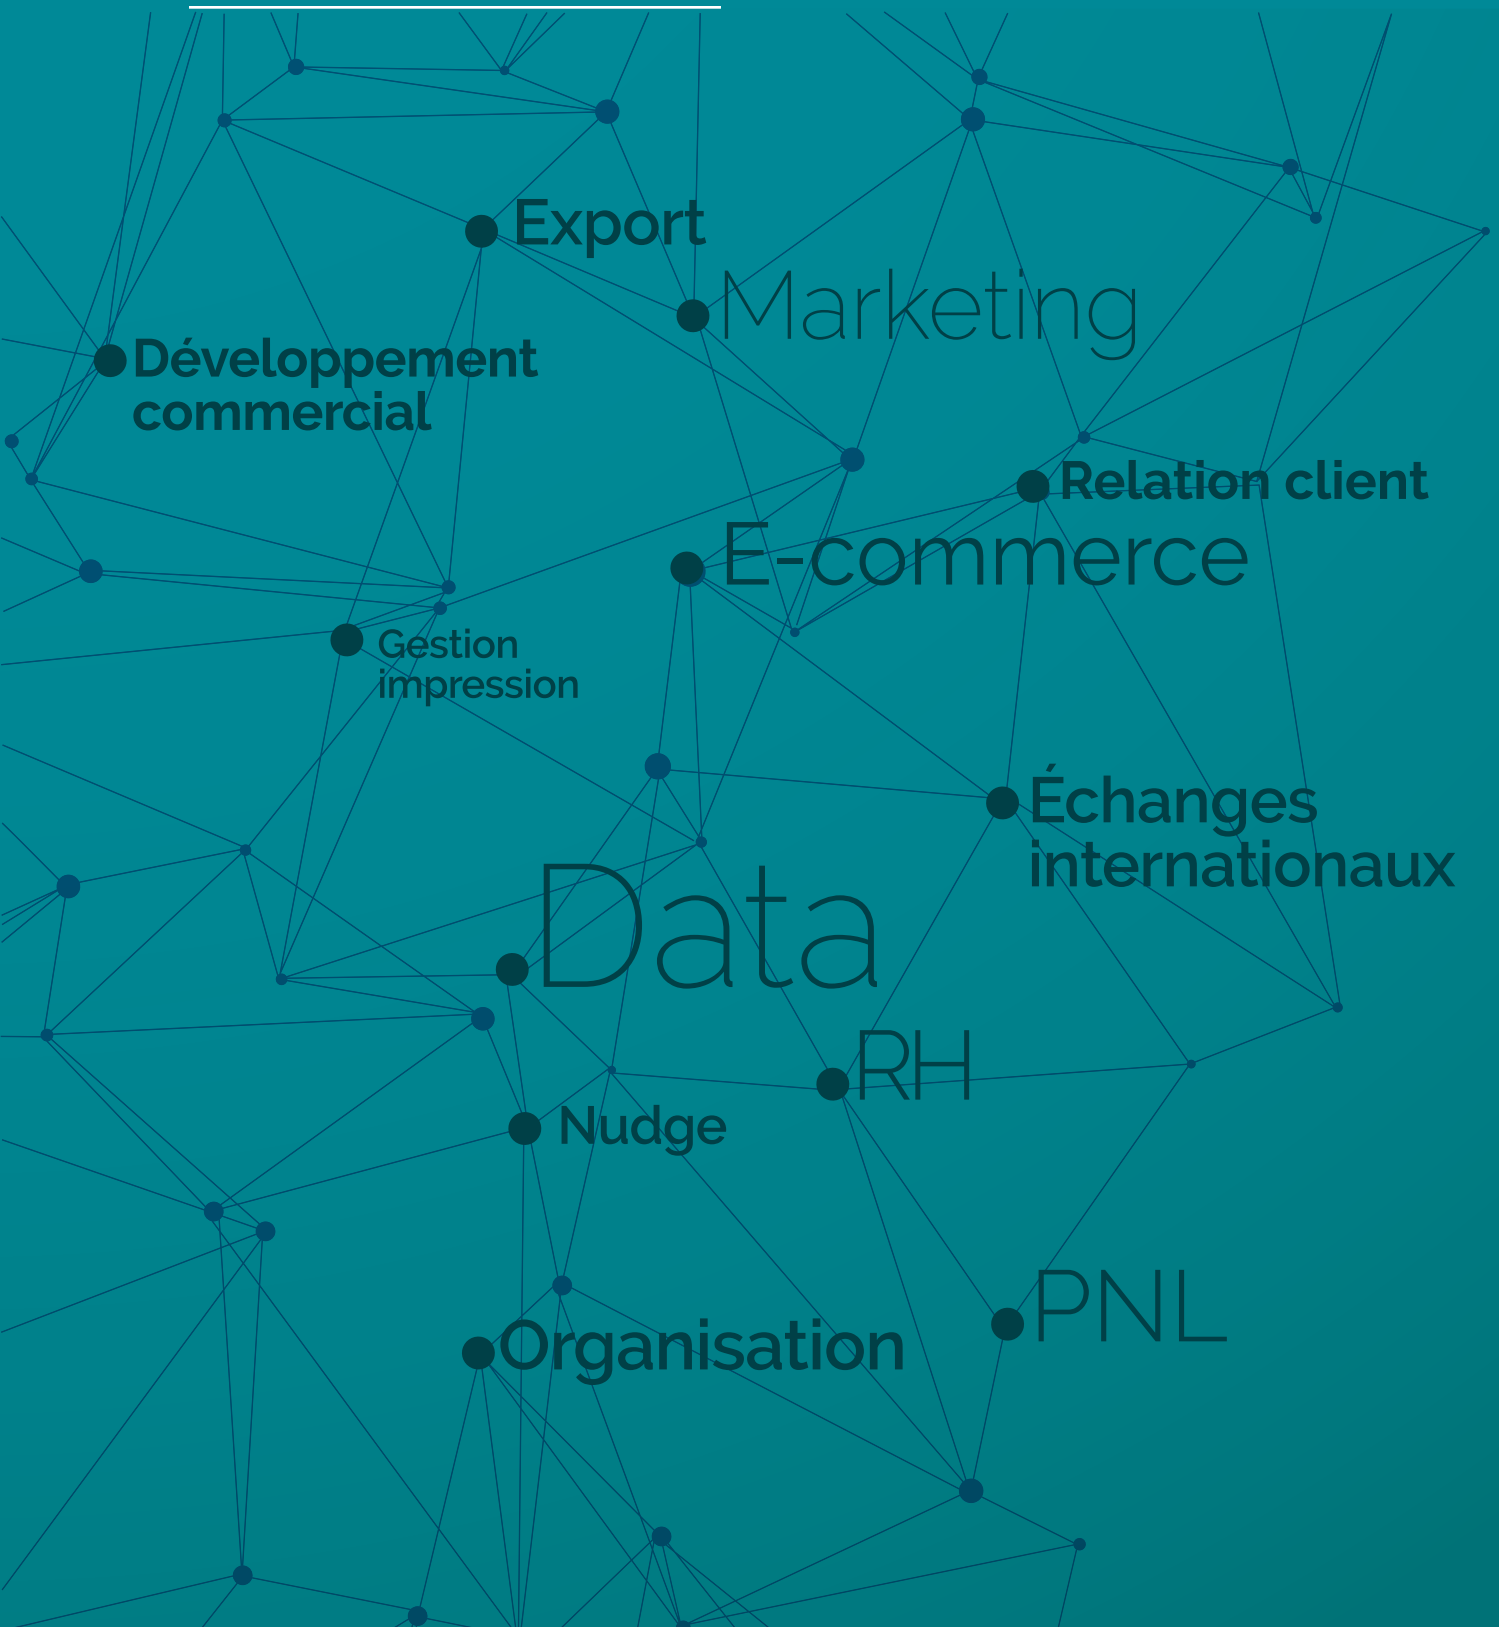 Export
Marketing
Développement
commercial
Relation client
E-commerce
Gestion
impression
Échanges
internationaux
Data
RH
Nudge
PNL
Organisation